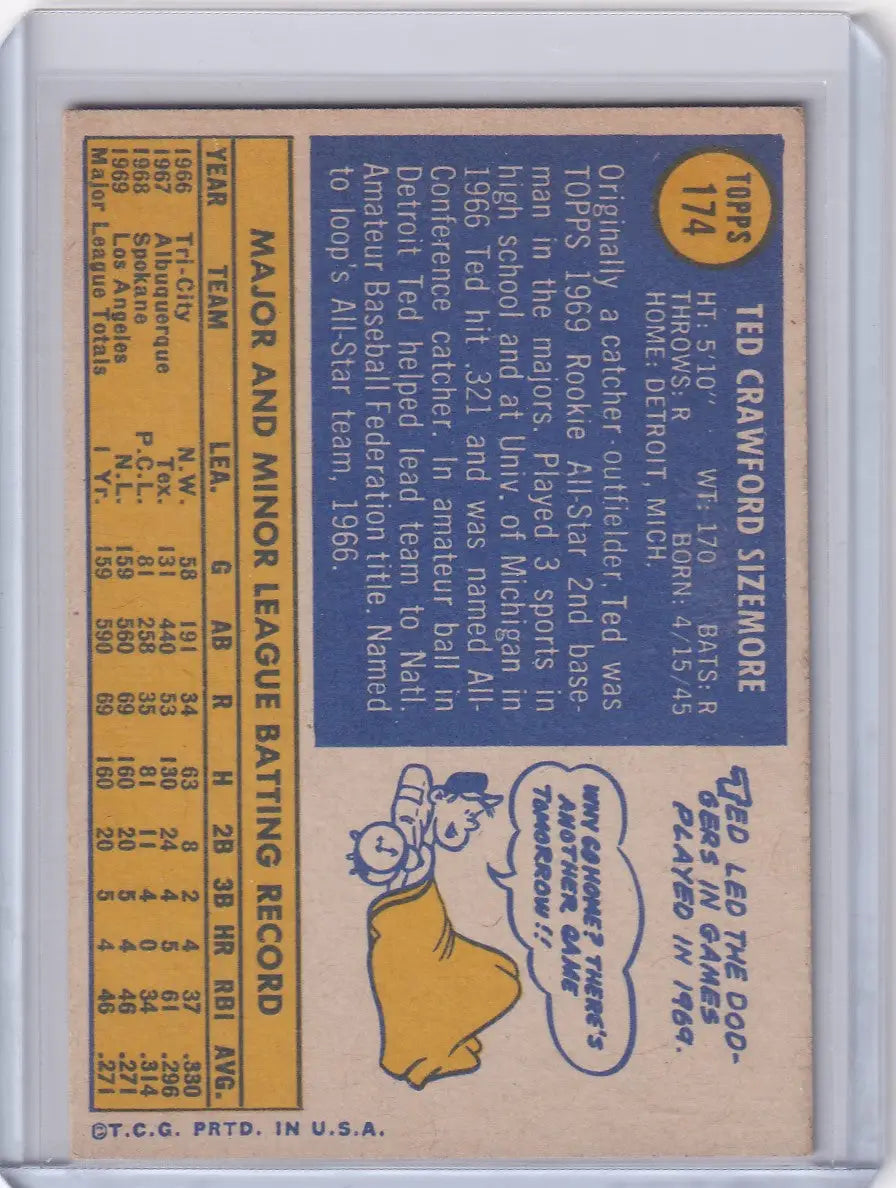 TOPPS
174
TED CRAWFORD SIZEMORE
HT: 5'10" WT: 170 BATS: R
THROWS: R BORN: 4/15/45
HOME: DETROIT, MICH.
Originally a catcher-outfielder, Ted was
TOPPS 1969 Rookie All-Star 2nd base-
man in the majors. Played 3 sports in
high school and at Univ. of Michigan in
1966 Ted hit .321 and was named All-
Conference catcher. In amateur ball in
Detroit Ted helped lead team to Natl.
Amateur Baseball Federation title. Named
to loop's All-Star team, 1966.
TED LED THE DOD-
GERS IN GAMES
PLAYED IN 1969.
WHY GO HOME? THERE'S
ANOTHER GAME
TOMORROW!!
MAJOR AND MINOR LEAGUE BATTING RECORD
YEAR TEAM LEA. G AB R H 2B 3B HR RBI AVG.
1966 Tri-City N.W. 58 191 34 63 8 2 4 37 .330
1967 Albuquerque Tex. 131 440 53 130 24 4 5 61 .296
1968 Spokane P.C.L. 81 258 35 81 11 4 0 34 .314
1969 Los Angeles N.L. 159 560 69 160 20 5 4 46 .271
Major League Totals 1 Yr. 159 590 69 160 20 5 4 46 .271
©T.C.G. PRTD. IN U.S.A.